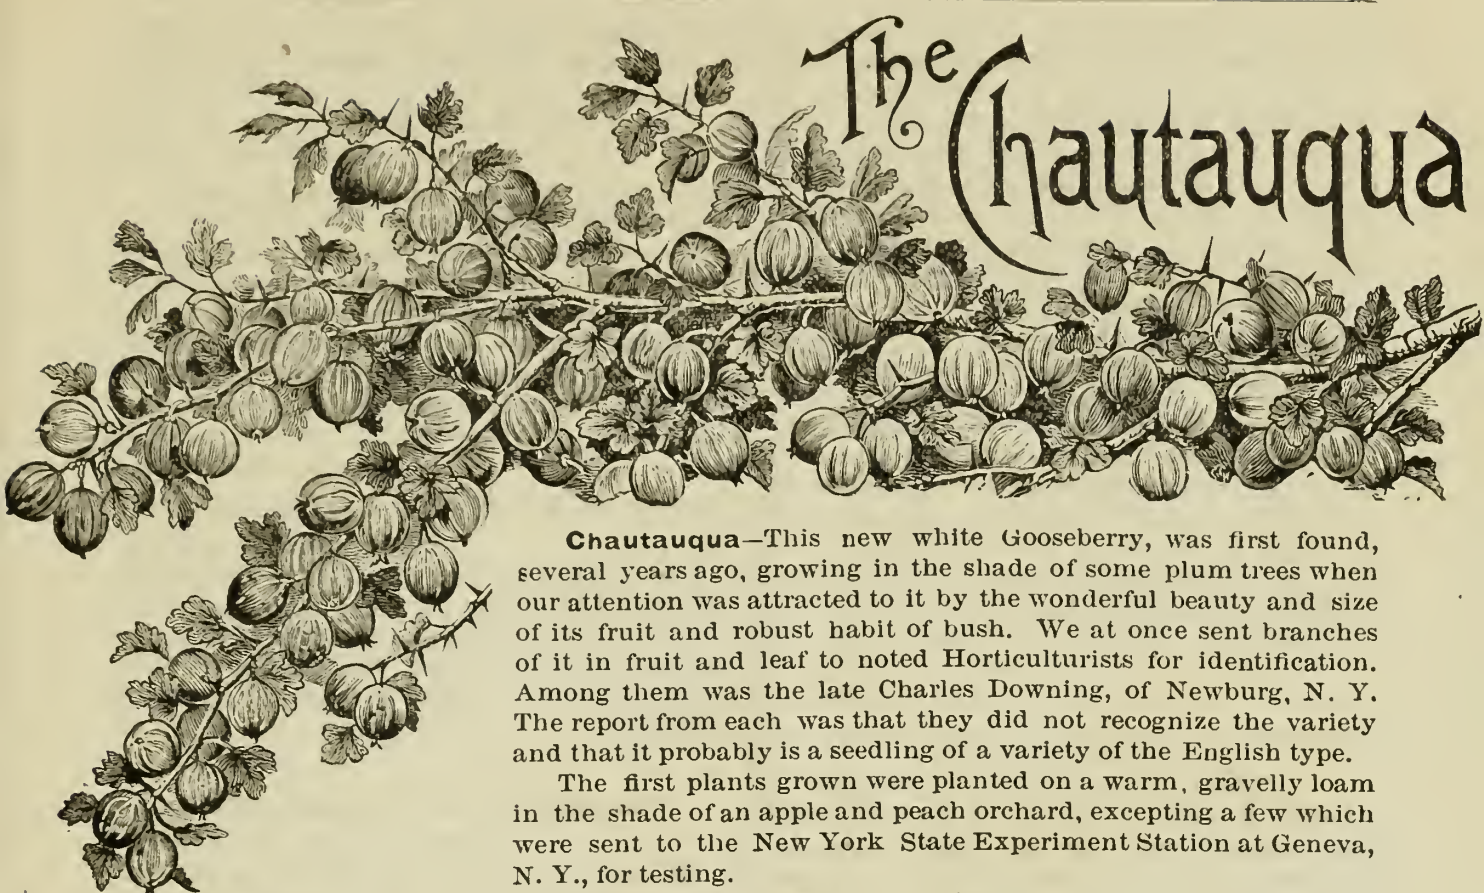 The Chautauqua
Chautauqua—This new white Gooseberry, was first found,
several years ago, growing in the shade of some plum trees when
our attention was attracted to it by the wonderful beauty and size
of its fruit and robust habit of bush. We at once sent branches
of it in fruit and leaf to noted Horticulturists for identification.
Among them was the late Charles Downing, of Newburg, N. Y.
The report from each was that they did not recognize the variety
and that it probably is a seedling of a variety of the English type.
The first plants grown were planted on a warm, gravelly loam
in the shade of an apple and peach orchard, excepting a few which
were sent to the New York State Experiment Station at Geneva,
N. Y., for testing.